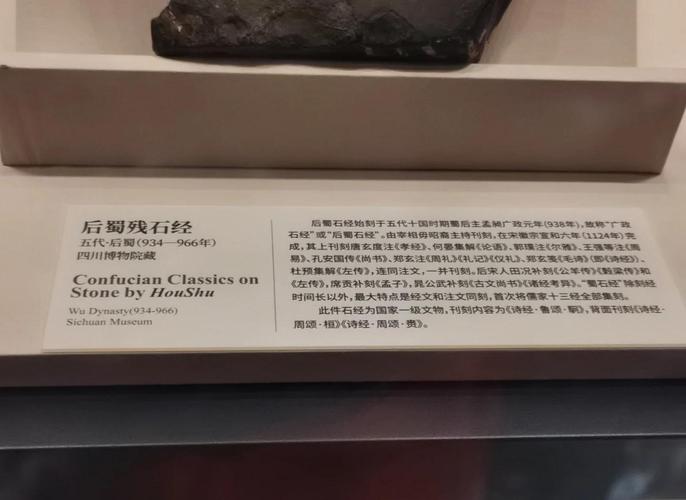 后蜀残石经
五代·后蜀（934—966年）
四川博物院藏
Confucian Classics on
Stone by HouShu
Wu Dynasty(934-966)
Sichuan Museum
后蜀石经始刻于五代十国时期蜀后主孟昶广政元年（938年），故称“广政
石经”或“后蜀石经”。由宰相毋昭裔主持刊刻，在宋徽宗宣和六年（1124年）完
成，其上刊刻唐玄度注《孝经》、何晏集解《论语》、郭璞注《尔雅》、王弼等注《周
易》、孔安国传《尚书》、郑玄注《周礼》《礼记》《仪礼》、郑玄笺《毛诗》（即《诗经》）、
杜预集解《左传》，连同注文，一并刊刻。后宋人田况补刻《公羊传》《榖梁传》和
《左传》，席贡补刻《孟子》，晁公武补刻《古文尚书》《诸经考异》。“蜀石经”除刻经
时间长以外，最大特点是经文和注文同刻，首次将儒家十三经全部集刻。
此件石经为国家一级文物，刊刻内容为《诗经·鲁颂·駉》，背面刊刻《诗经·
周颂·桓》《诗经·周颂·赉》。